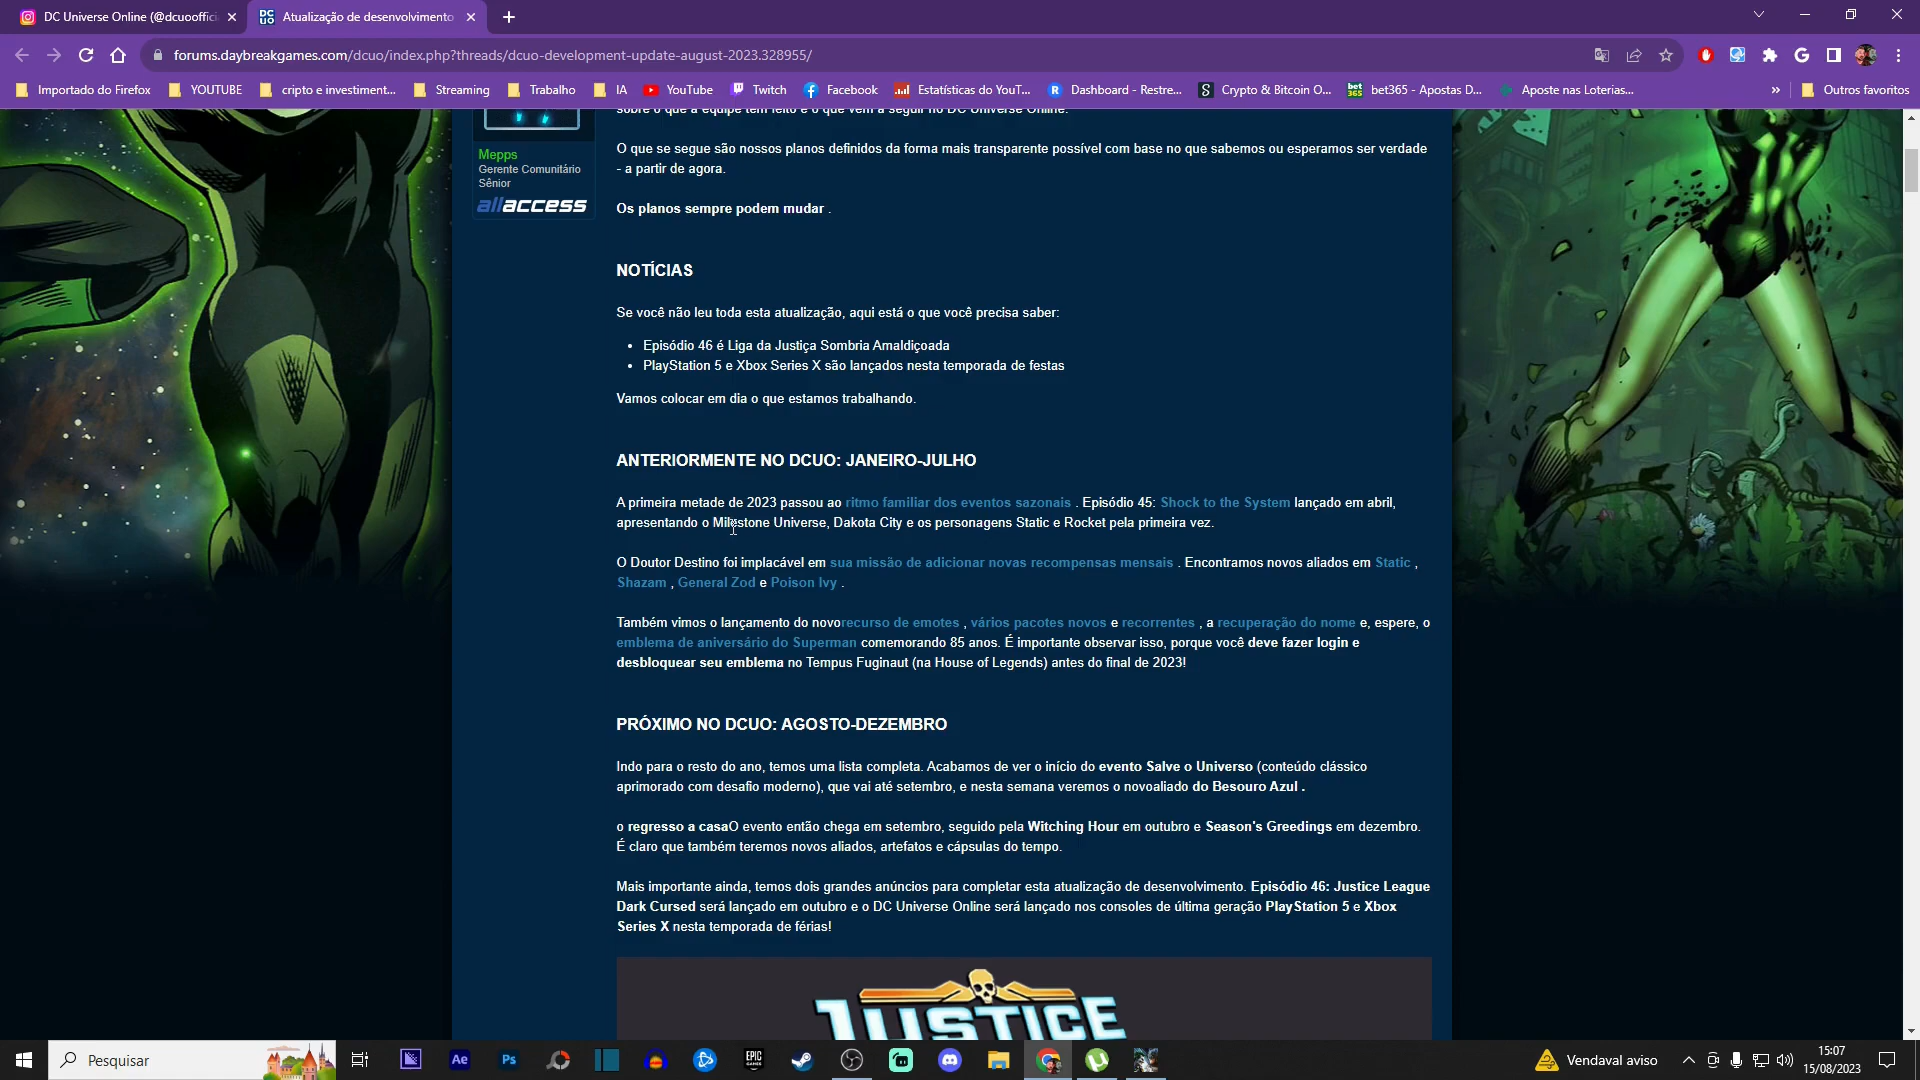 DC Universe Online (@dcuooffici
Atualização de desenvolvimento
forums.daybreakgames.com/dcuo/index.php?threads/dcuo-development-update-august-2023.328955/
Importado do Firefox
YOUTUBE
cripto e investiment...
Streaming
Trabalho
IA
YouTube
Twitch
Facebook
Estatísticas do YouT...
Dashboard - Restre...
Crypto & Bitcoin O...
bet365 - Apostas D...
Aposte nas Loterias...
»
Outros favoritos
sobre o que a equipe tem feito e o que vem a seguir no DC Universe Online.
Mepps
Gerente Comunitário
Sênior
allaccess
O que se segue são nossos planos definidos da forma mais transparente possível com base no que sabemos ou esperamos ser verdade
- a partir de agora.
Os planos sempre podem mudar .
NOTÍCIAS
Se você não leu toda esta atualização, aqui está o que você precisa saber:
• Episódio 46 é Liga da Justiça Sombria Amaldiçoada
• PlayStation 5 e Xbox Series X são lançados nesta temporada de festas
Vamos colocar em dia o que estamos trabalhando.
ANTERIORMENTE NO DCUO: JANEIRO-JULHO
A primeira metade de 2023 passou ao ritmo familiar dos eventos sazonais . Episódio 45: Shock to the System lançado em abril,
apresentando o Milestone Universe, Dakota City e os personagens Static e Rocket pela primeira vez.
O Doutor Destino foi implacável em sua missão de adicionar novas recompensas mensais . Encontramos novos aliados em Static ,
Shazam , General Zod e Poison Ivy .
Também vimos o lançamento do novorecurso de emotes , vários pacotes novos e recorrentes , a recuperação do nome e, espere, o
emblema de aniversário do Superman comemorando 85 anos. É importante observar isso, porque você deve fazer login e
desbloquear seu emblema no Tempus Fuginaut (na House of Legends) antes do final de 2023!
PRÓXIMO NO DCUO: AGOSTO-DEZEMBRO
Indo para o resto do ano, temos uma lista completa. Acabamos de ver o início do evento Salve o Universo (conteúdo clássico
aprimorado com desafio moderno), que vai até setembro, e nesta semana veremos o novoaliado do Besouro Azul .
o regresso a casaO evento então chega em setembro, seguido pela Witching Hour em outubro e Season's Greetings em dezembro.
É claro que também teremos novos aliados, artefatos e cápsulas do tempo.
Mais importante ainda, temos dois grandes anúncios para completar esta atualização de desenvolvimento. Episódio 46: Justice League
Dark Cursed será lançado em outubro e o DC Universe Online será lançado nos consoles de última geração PlayStation 5 e Xbox
Series X nesta temporada de férias!
JUSTICE
Pesquisar
Ae
Ps
EPIC GAMES
Vendaval aviso
15:07
15/08/2023